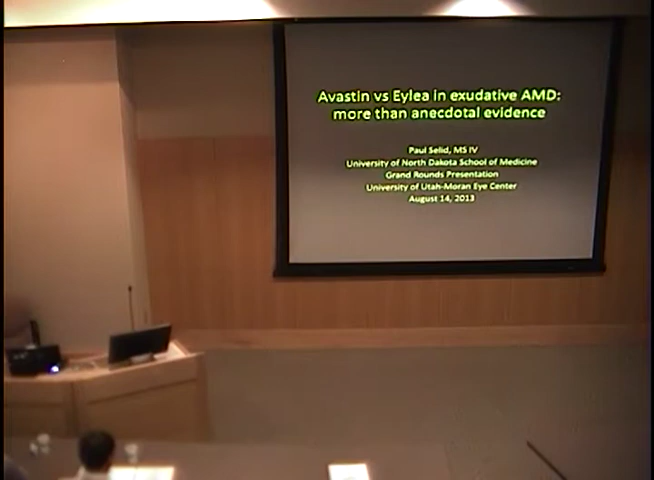 Avastin vs Eylea in exudative AMD:
more than anecdotal evidence
Paul Selid, MS IV
University of North Dakota School of Medicine
Grand Rounds Presentation
University of Utah-Moran Eye Center
August 14, 2013